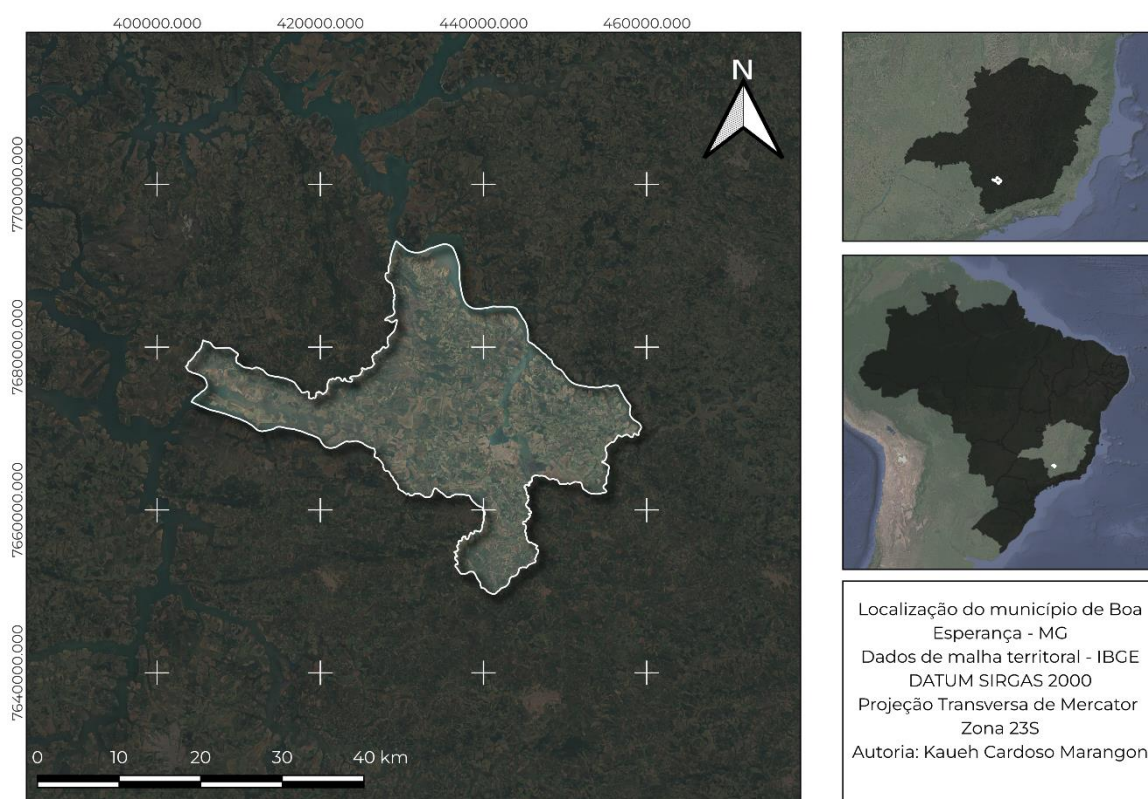 400000.000 420000.000 440000.000 460000.000
N
7700000.000
7680000.000
7660000.000
7640000.000
0 10 20 30 40 km
Localização do município de Boa
Esperança - MG
Dados de malha territoral - IBGE
DATUM SIRGAS 2000
Projeção Transversa de Mercator
Zona 23S
Autoria: Kaueh Cardoso Marangon